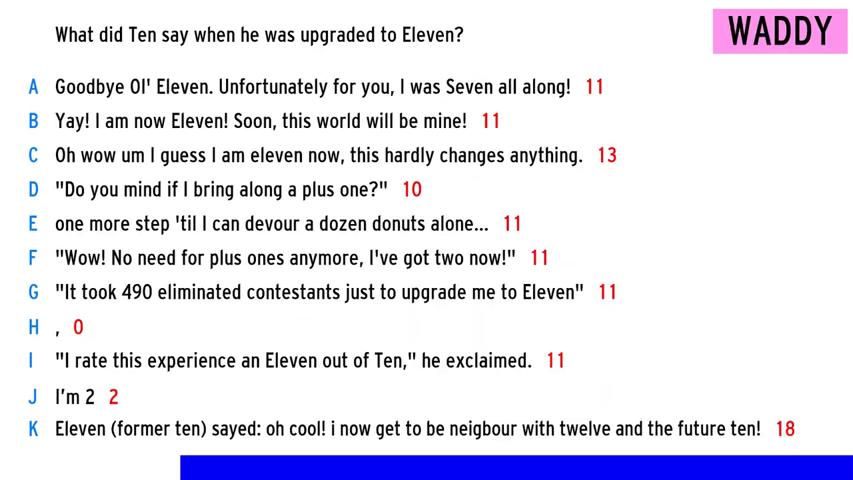 What did Ten say when he was upgraded to Eleven?
WADDY
A Goodbye Ol' Eleven. Unfortunately for you, I was Seven all along! 11
B Yay! I am now Eleven! Soon, this world will be mine! 11
C Oh wow um I guess I am eleven now, this hardly changes anything. 13
D "Do you mind if I bring along a plus one?" 10
E one more step 'til I can devour a dozen donuts alone... 11
F "Wow! No need for plus ones anymore, I've got two now!" 11
G "It took 490 eliminated contestants just to upgrade me to Eleven" 11
H , 0
I "I rate this experience an Eleven out of Ten," he exclaimed. 11
J I'm 2 2
K Eleven (former ten) sayed: oh cool! i now get to be neigbour with twelve and the future ten! 18